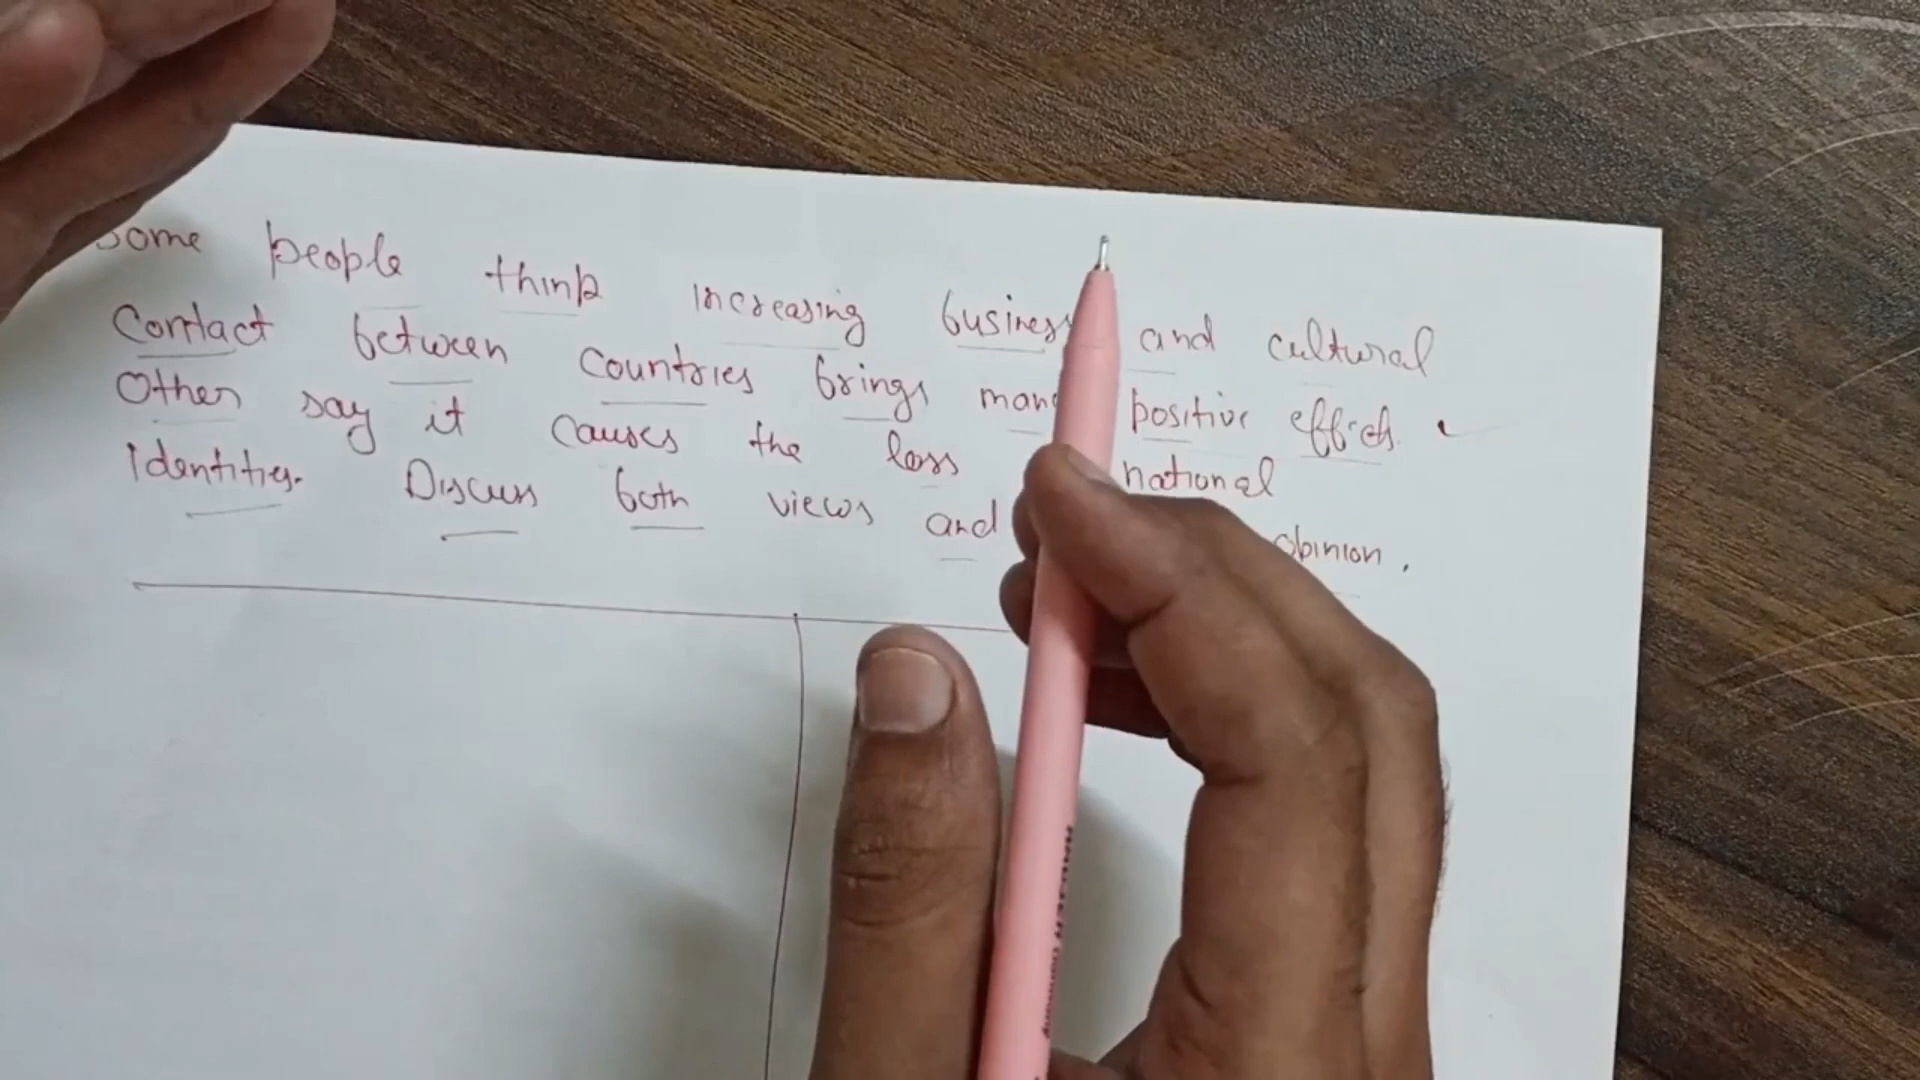 Some people think increasing business and cultural
Contact between Countries brings many positive effects.
Other say it causes the loss national
Identities. Discuss both views and opinion.